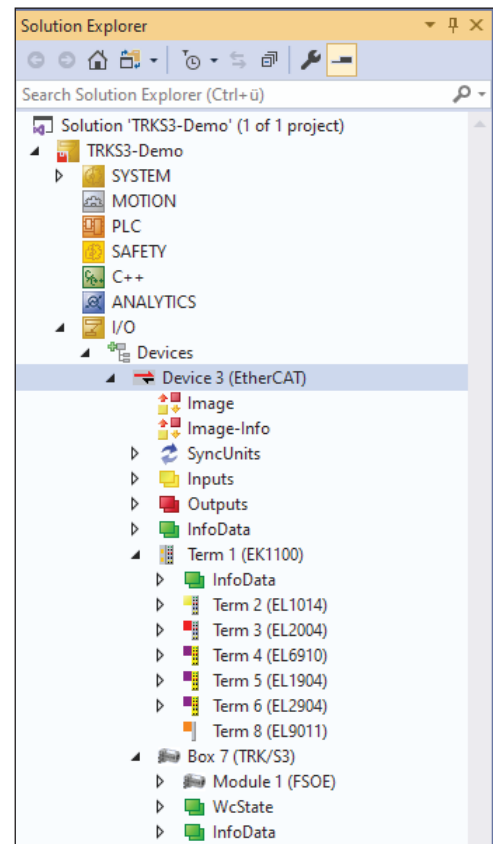 Solution Explorer
Search Solution Explorer (Ctrl+ü)
Solution 'TRKS3-Demo' (1 of 1 project)
TRKS3-Demo
SYSTEM
MOTION
PLC
SAFETY
C++
ANALYTICS
I/O
Devices
Device 3 (EtherCAT)
Image
Image-Info
SyncUnits
Inputs
Outputs
InfoData
Term 1 (EK1100)
InfoData
Term 2 (EL1014)
Term 3 (EL2004)
Term 4 (EL6910)
Term 5 (EL1904)
Term 6 (EL2904)
Term 8 (EL9011)
Box 7 (TRK/S3)
Module 1 (FSOE)
WcState
InfoData